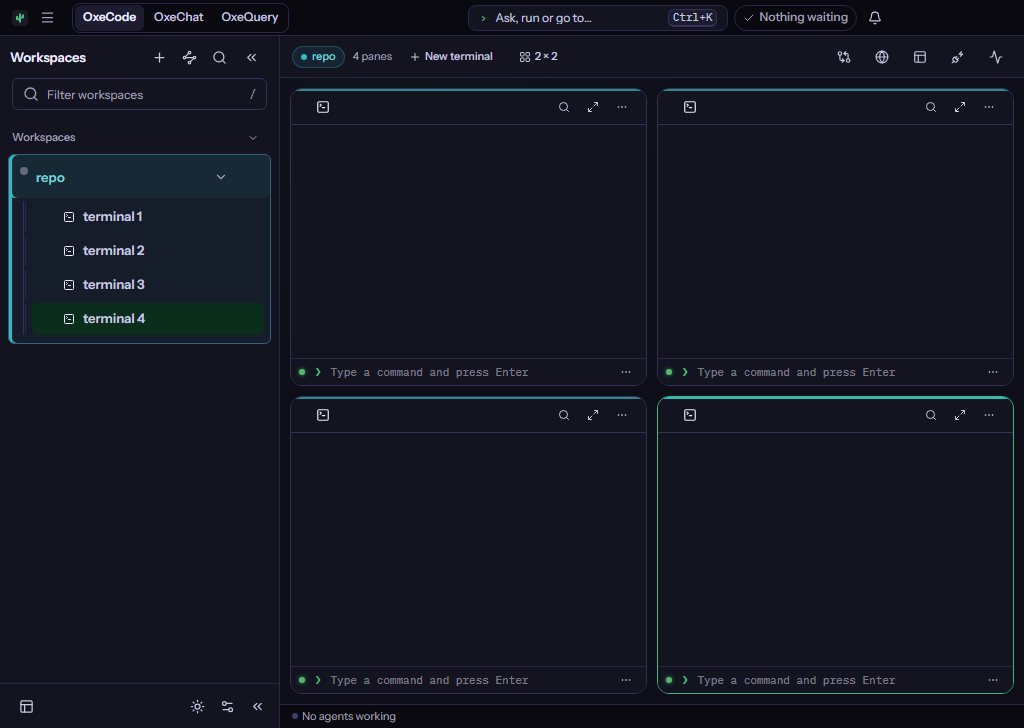 OxeCode OxeChat OxeQuery
Ask, run or go to... Ctrl+K
Nothing waiting
Workspaces
Filter workspaces /
Workspaces
repo
terminal 1
terminal 2
terminal 3
terminal 4
repo 4 panes New terminal 2 × 2
Type a command and press Enter
Type a command and press Enter
Type a command and press Enter
Type a command and press Enter
No agents working